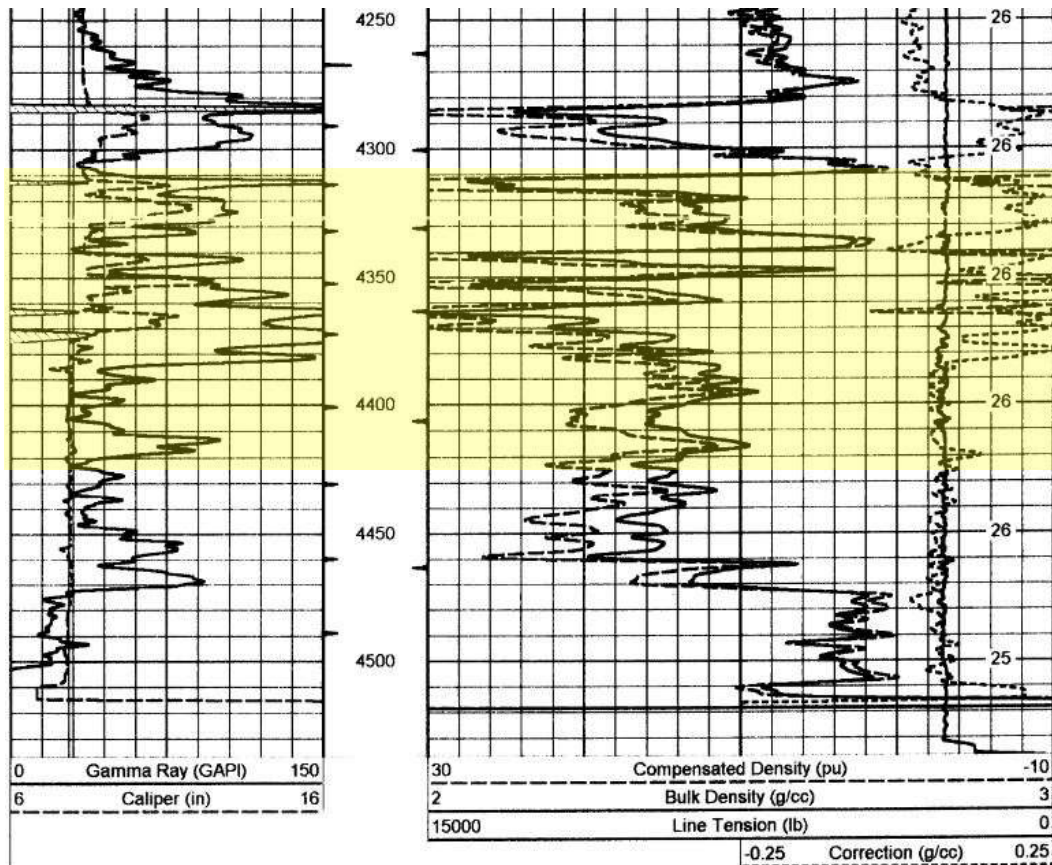 4250
26
4300
26
4350
26
4400
26
4450
26
4500
25
0 Gamma Ray (GAPI) 150
6 Caliper (in) 16
30 Compensated Density (pu) -10
2 Bulk Density (g/cc) 3
15000 Line Tension (lb) 0
-0.25 Correction (g/cc) 0.25